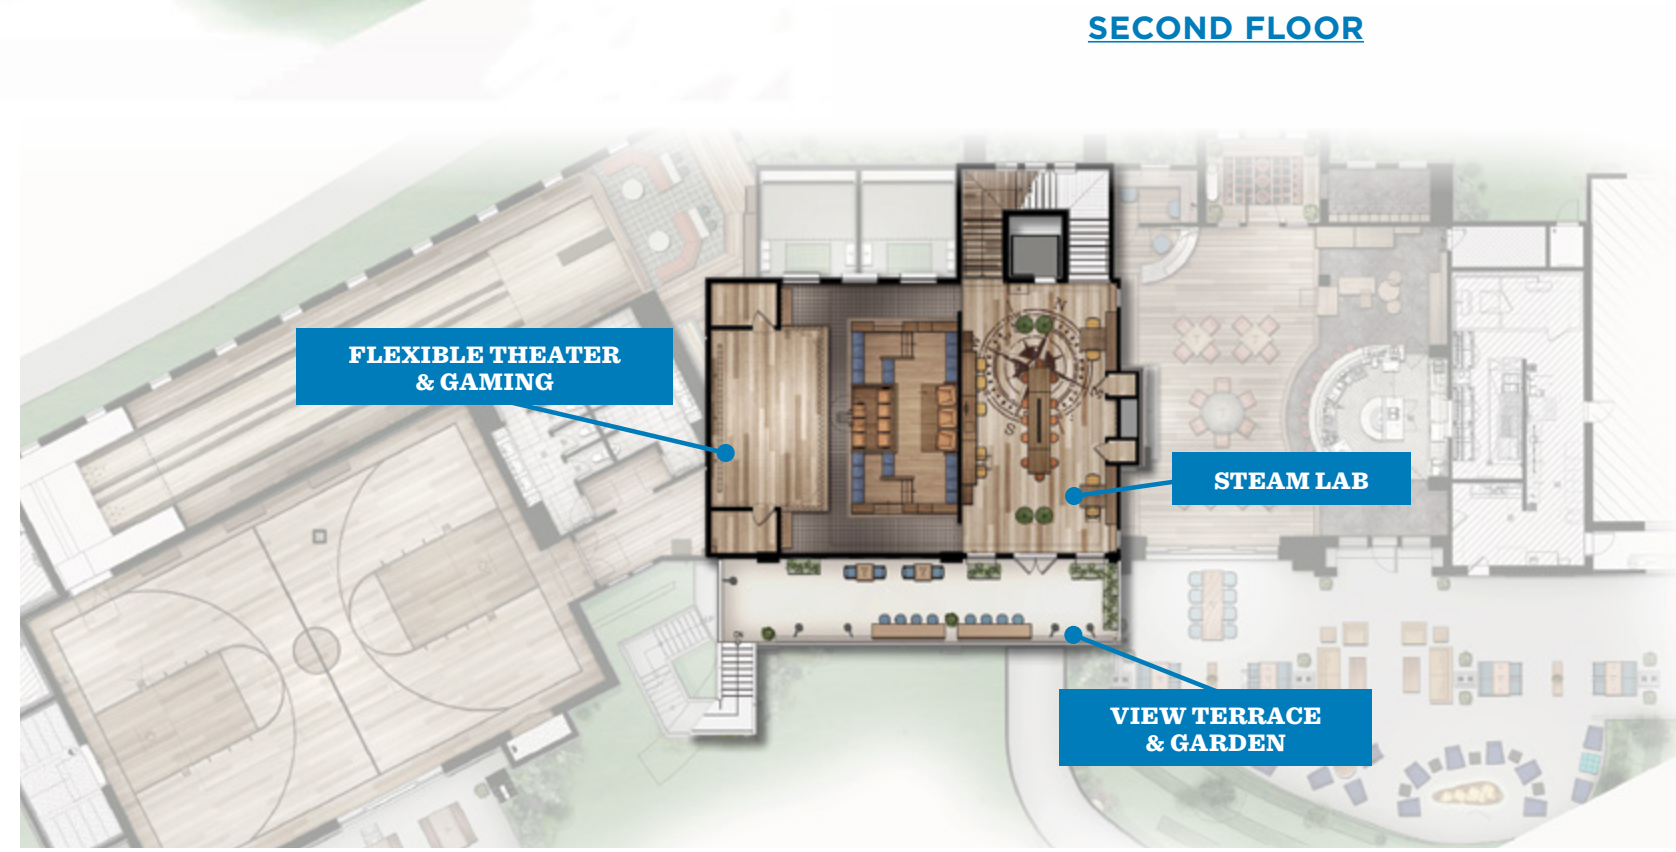 SECOND FLOOR
FLEXIBLE THEATER
& GAMING
N
S
STEAM LAB
VIEW TERRACE
& GARDEN